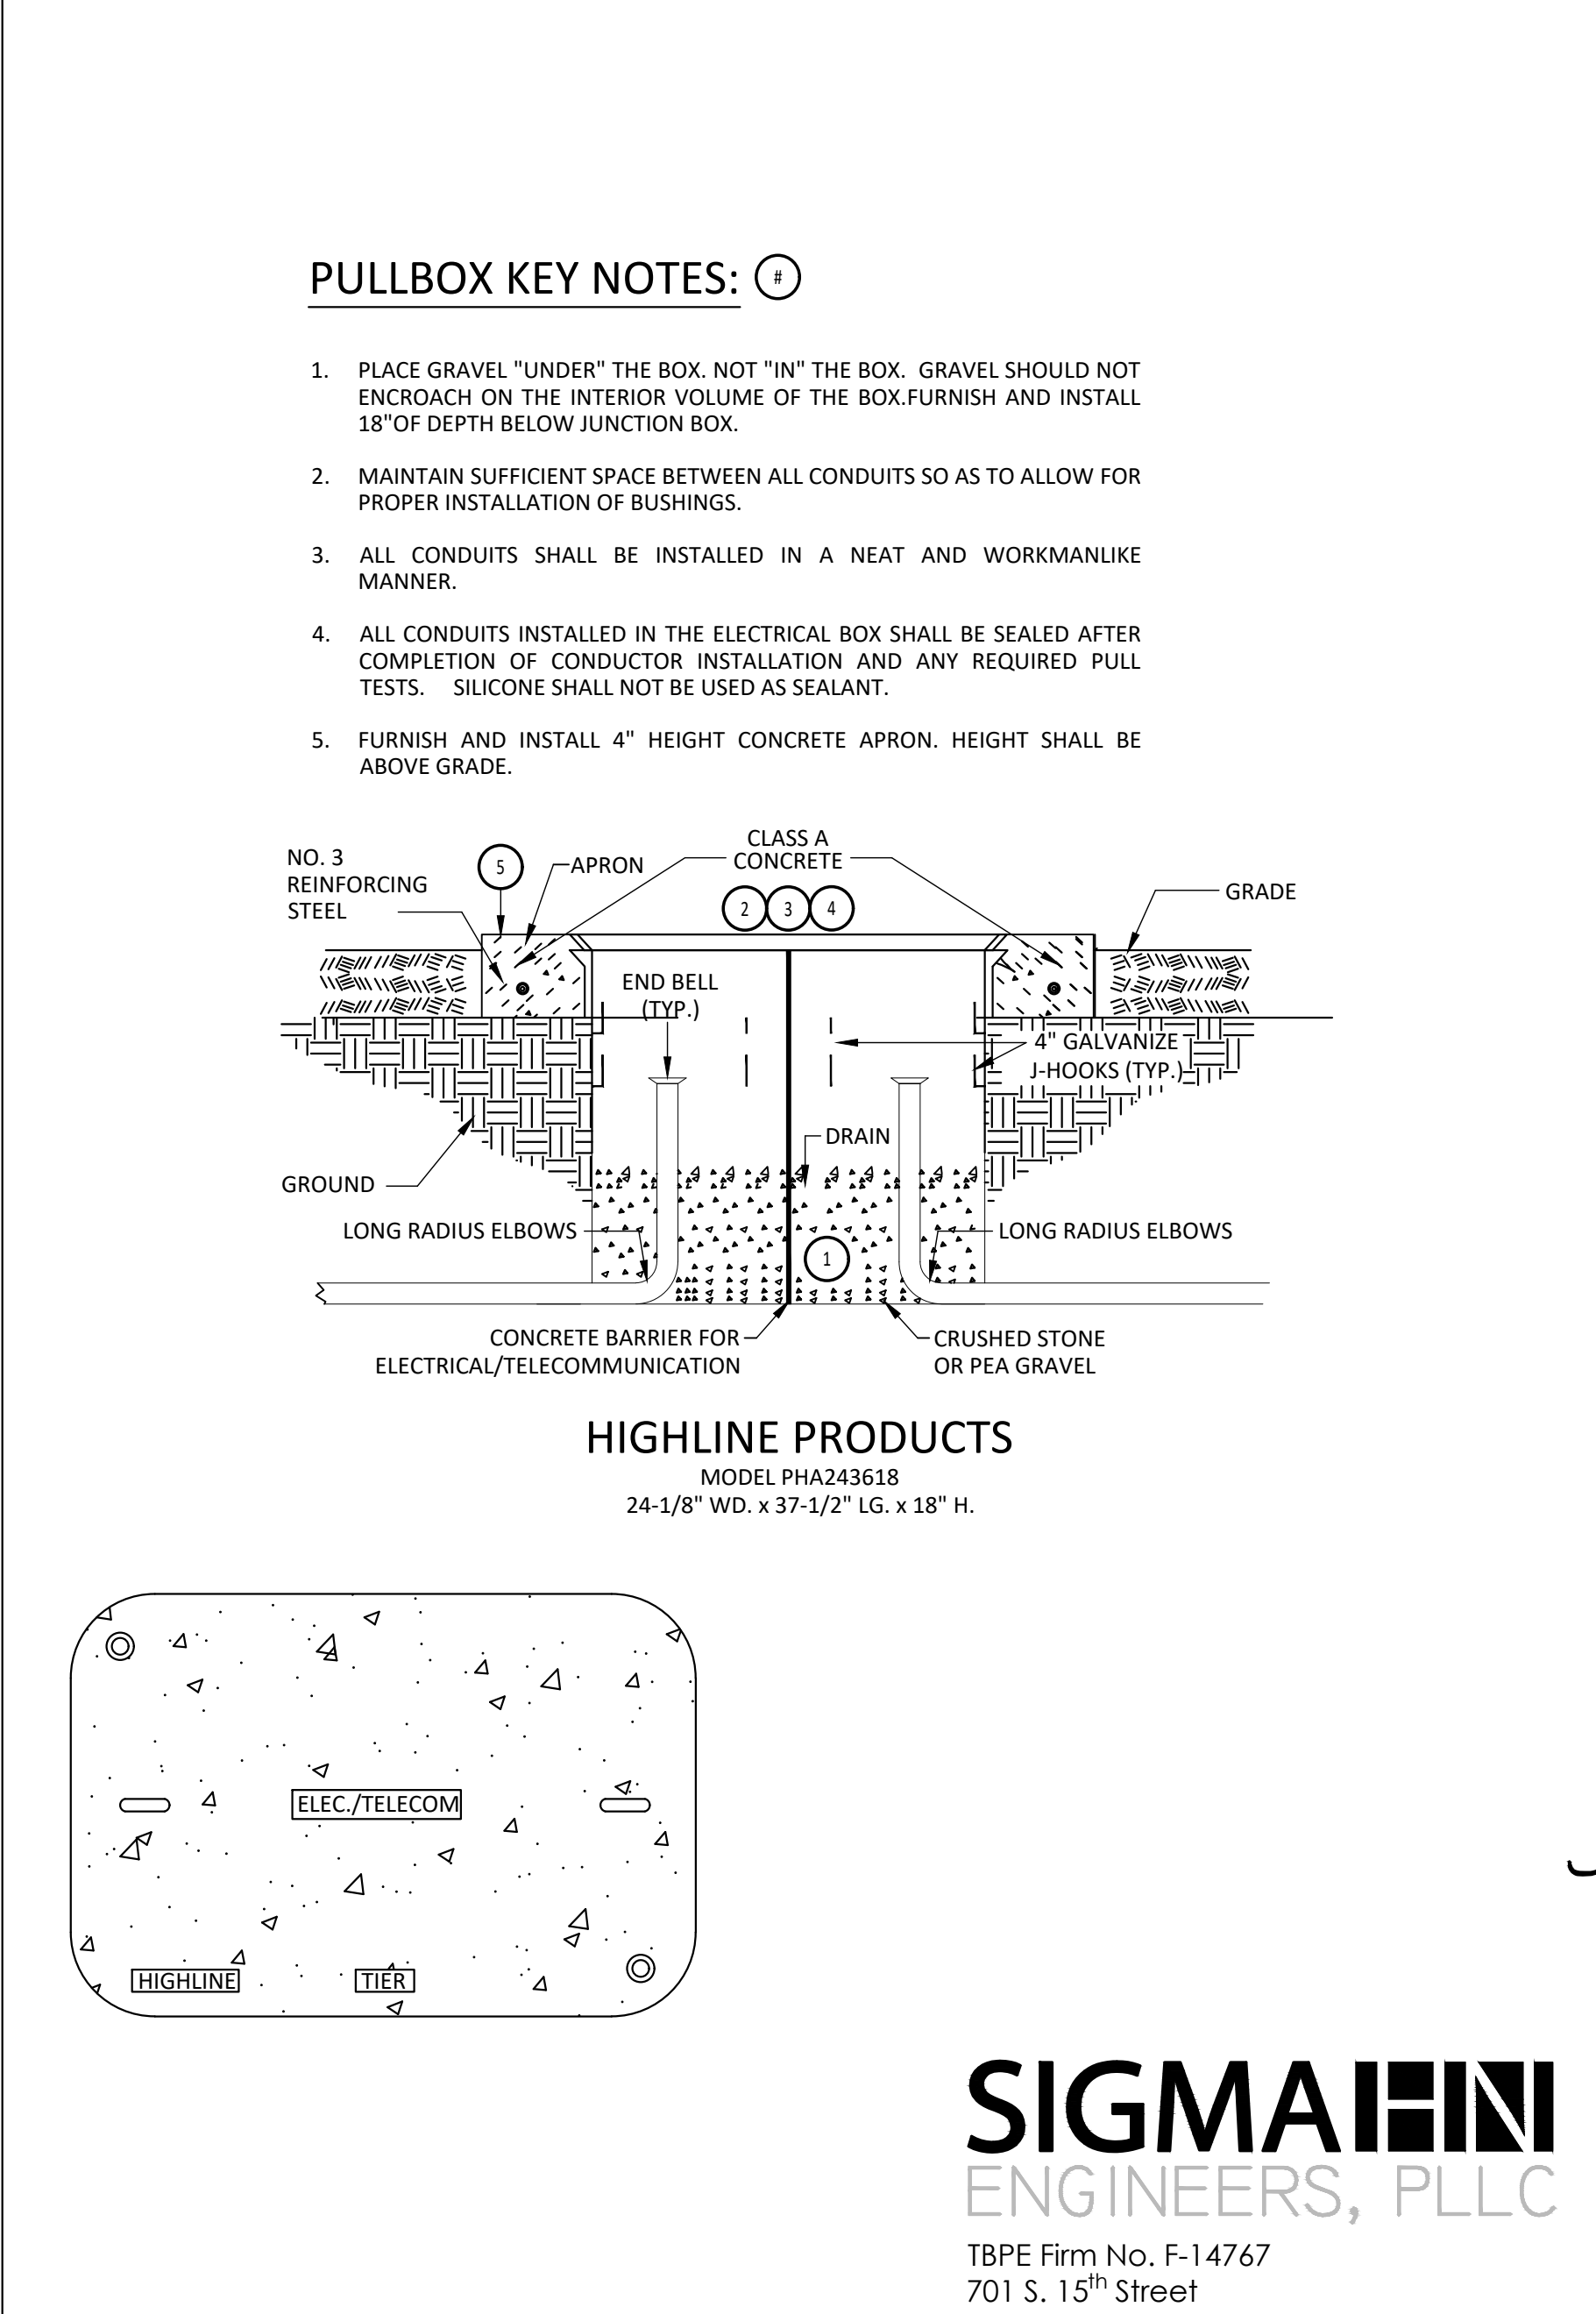 PULLBOX KEY NOTES: #
1. PLACE GRAVEL "UNDER" THE BOX. NOT "IN" THE BOX. GRAVEL SHOULD NOT
ENCROACH ON THE INTERIOR VOLUME OF THE BOX.FURNISH AND INSTALL
18"OF DEPTH BELOW JUNCTION BOX.
2. MAINTAIN SUFFICIENT SPACE BETWEEN ALL CONDUITS SO AS TO ALLOW FOR
PROPER INSTALLATION OF BUSHINGS.
3. ALL CONDUITS SHALL BE INSTALLED IN A NEAT AND WORKMANLIKE
MANNER.
4. ALL CONDUITS INSTALLED IN THE ELECTRICAL BOX SHALL BE SEALED AFTER
COMPLETION OF CONDUCTOR INSTALLATION AND ANY REQUIRED PULL
TESTS. SILICONE SHALL NOT BE USED AS SEALANT.
5. FURNISH AND INSTALL 4" HEIGHT CONCRETE APRON. HEIGHT SHALL BE
ABOVE GRADE.
NO. 3
REINFORCING
STEEL
5
APRON
CLASS A
CONCRETE
2 3 4
GRADE
END BELL
(TYP.)
4" GALVANIZE
J-HOOKS (TYP.)
DRAIN
GROUND
LONG RADIUS ELBOWS
1
LONG RADIUS ELBOWS
CONCRETE BARRIER FOR
ELECTRICAL/TELECOMMUNICATION
CRUSHED STONE
OR PEA GRAVEL
HIGHLINE PRODUCTS
MODEL PHA243618
24-1/8" WD. x 37-1/2" LG. x 18" H.
ELEC./TELECOM
HIGHLINE
TIER
SIGMA HN
ENGINEERS, PLLC
TBPE Firm No. F-14767
701 S. 15th Street